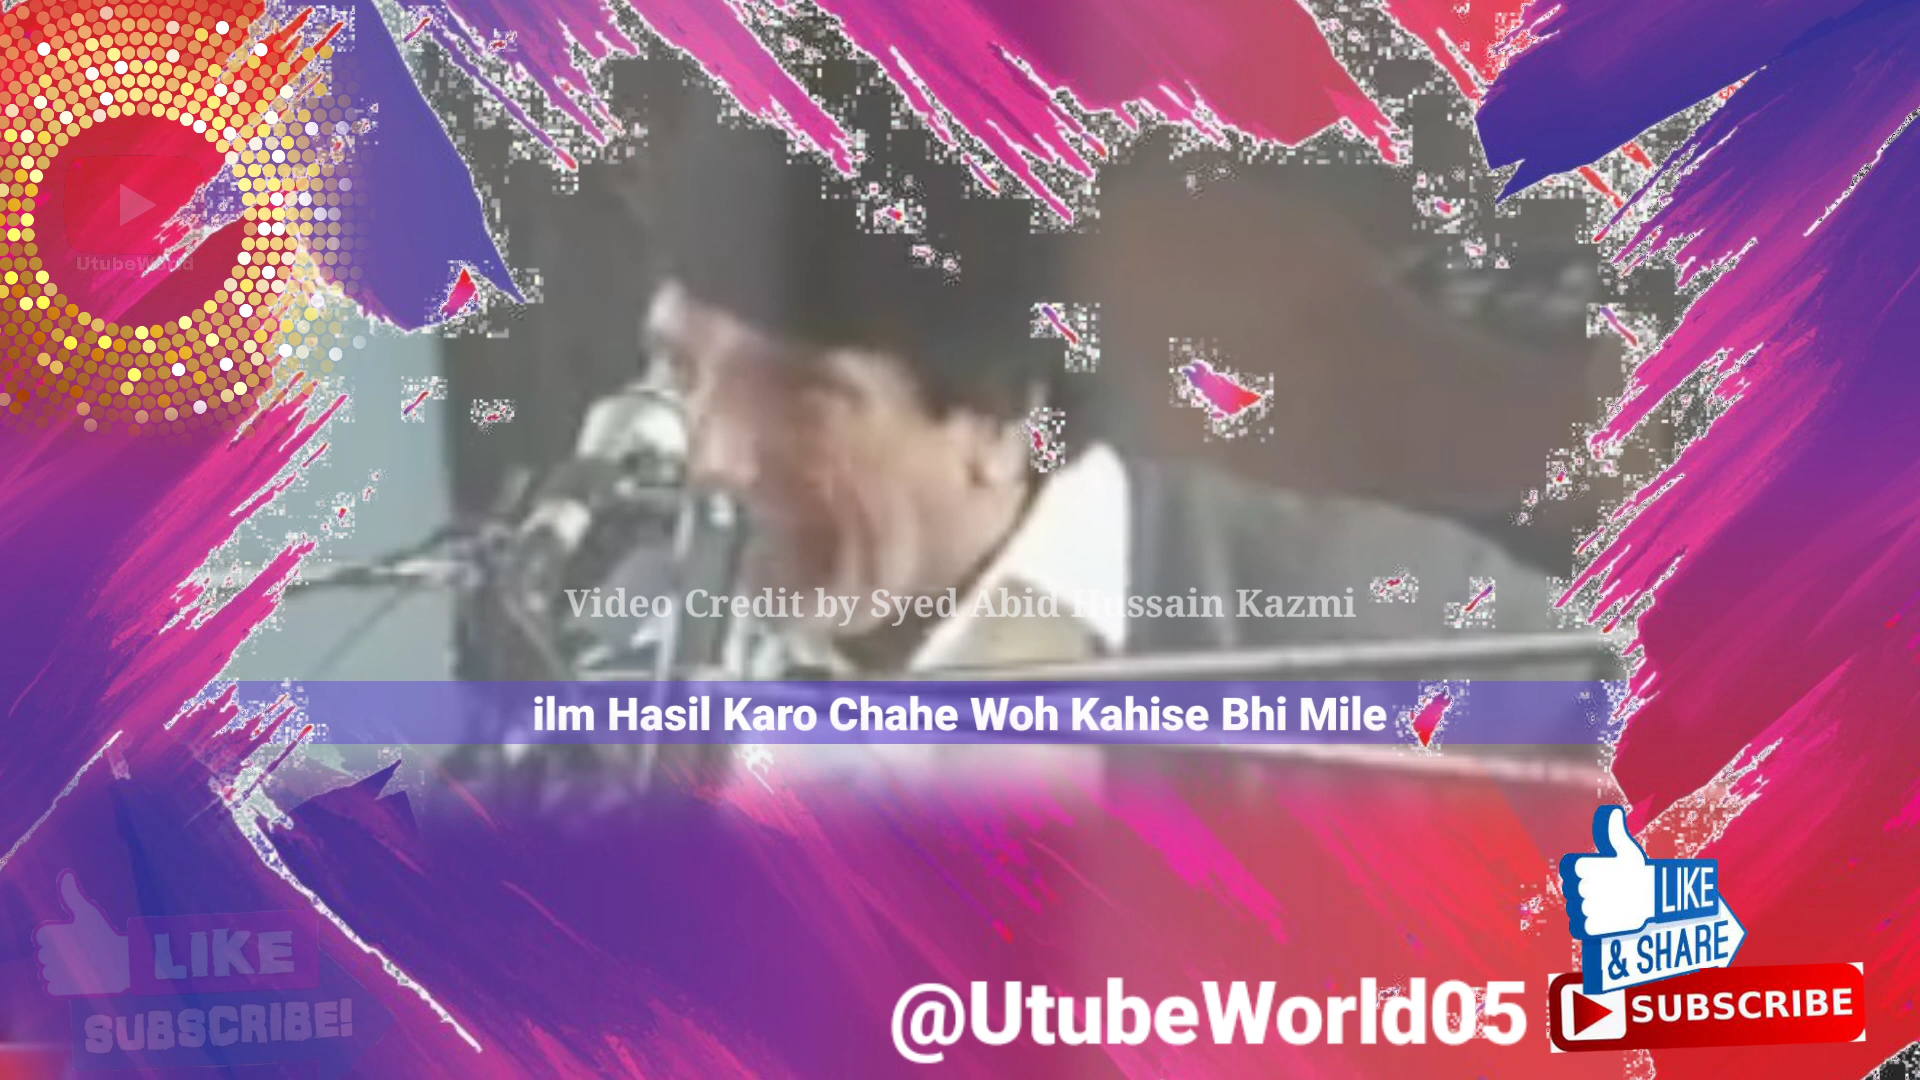 UtubeWorld
Video Credit by Syed Abid Hussain Kazmi
ilm Hasil Karo Chahe Woh Kahise Bhi Mile
LIKE
& SHARE
LIKE
SUBSCRIBE!
@UtubeWorld05
SUBSCRIBE